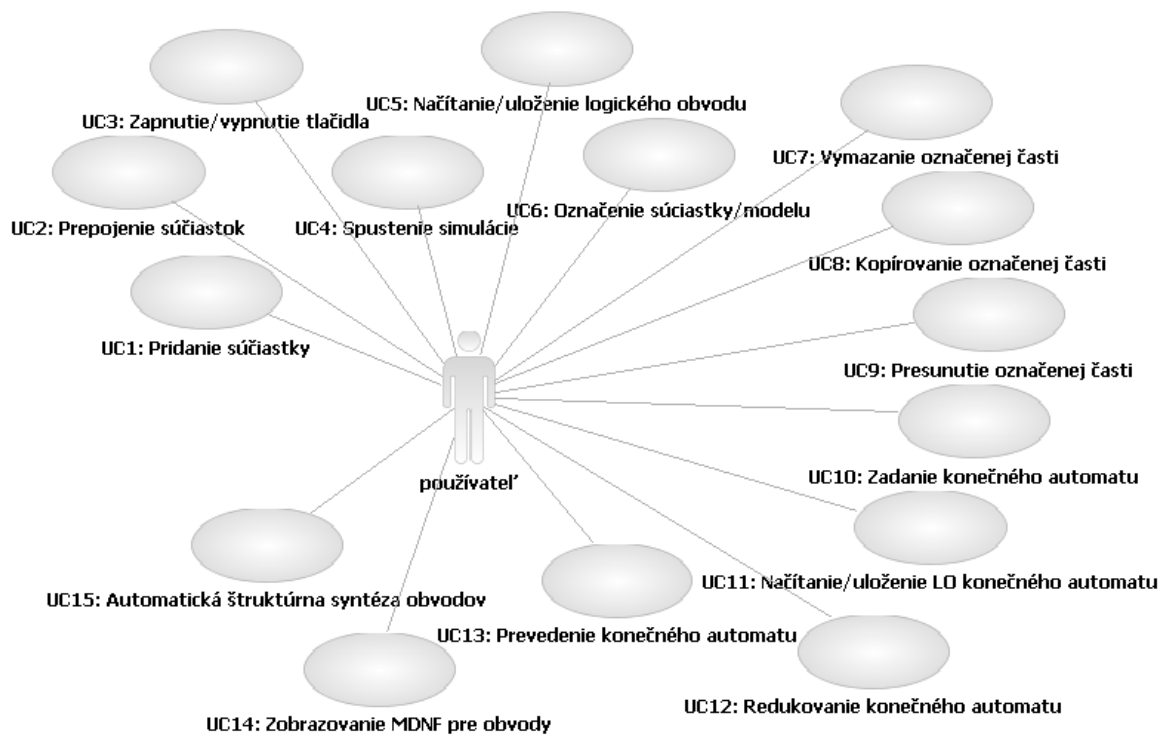 UC5: Načítanie/uloženie logického obvodu
UC3: Zapnutie/vypnutie tlačidla
UC7: Vymazanie označenej časti
UC6: Označenie súciastky/modelu
UC2: Prepojenie súčiastok
UC4: Spustenie simulácie
UC8: Kopírovanie označenej časti
UC1: Pridanie súčiastky
UC9: Presunutie označenej časti
UC10: Zadanie konečného automatu
používateľ
UC11: Načítanie/uloženie LO konečného automatu
UC15: Automatická štruktúrna syntéza obvodov
UC13: Prevedenie konečného automatu
UC12: Redukovanie konečného automatu
UC14: Zobrazovanie MDNF pre obvody